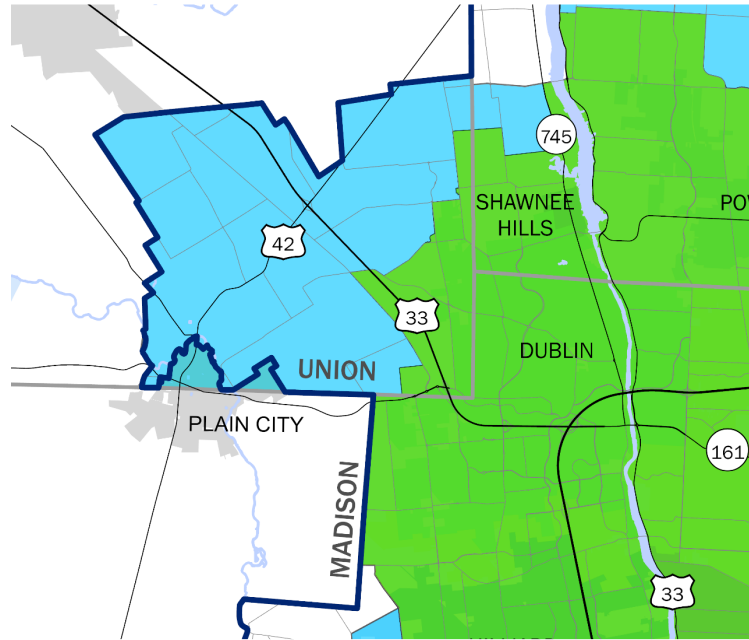 745
SHAWNEE
HILLS
POW
42
33
DUBLIN
UNION
PLAIN CITY
161
MADISON
33